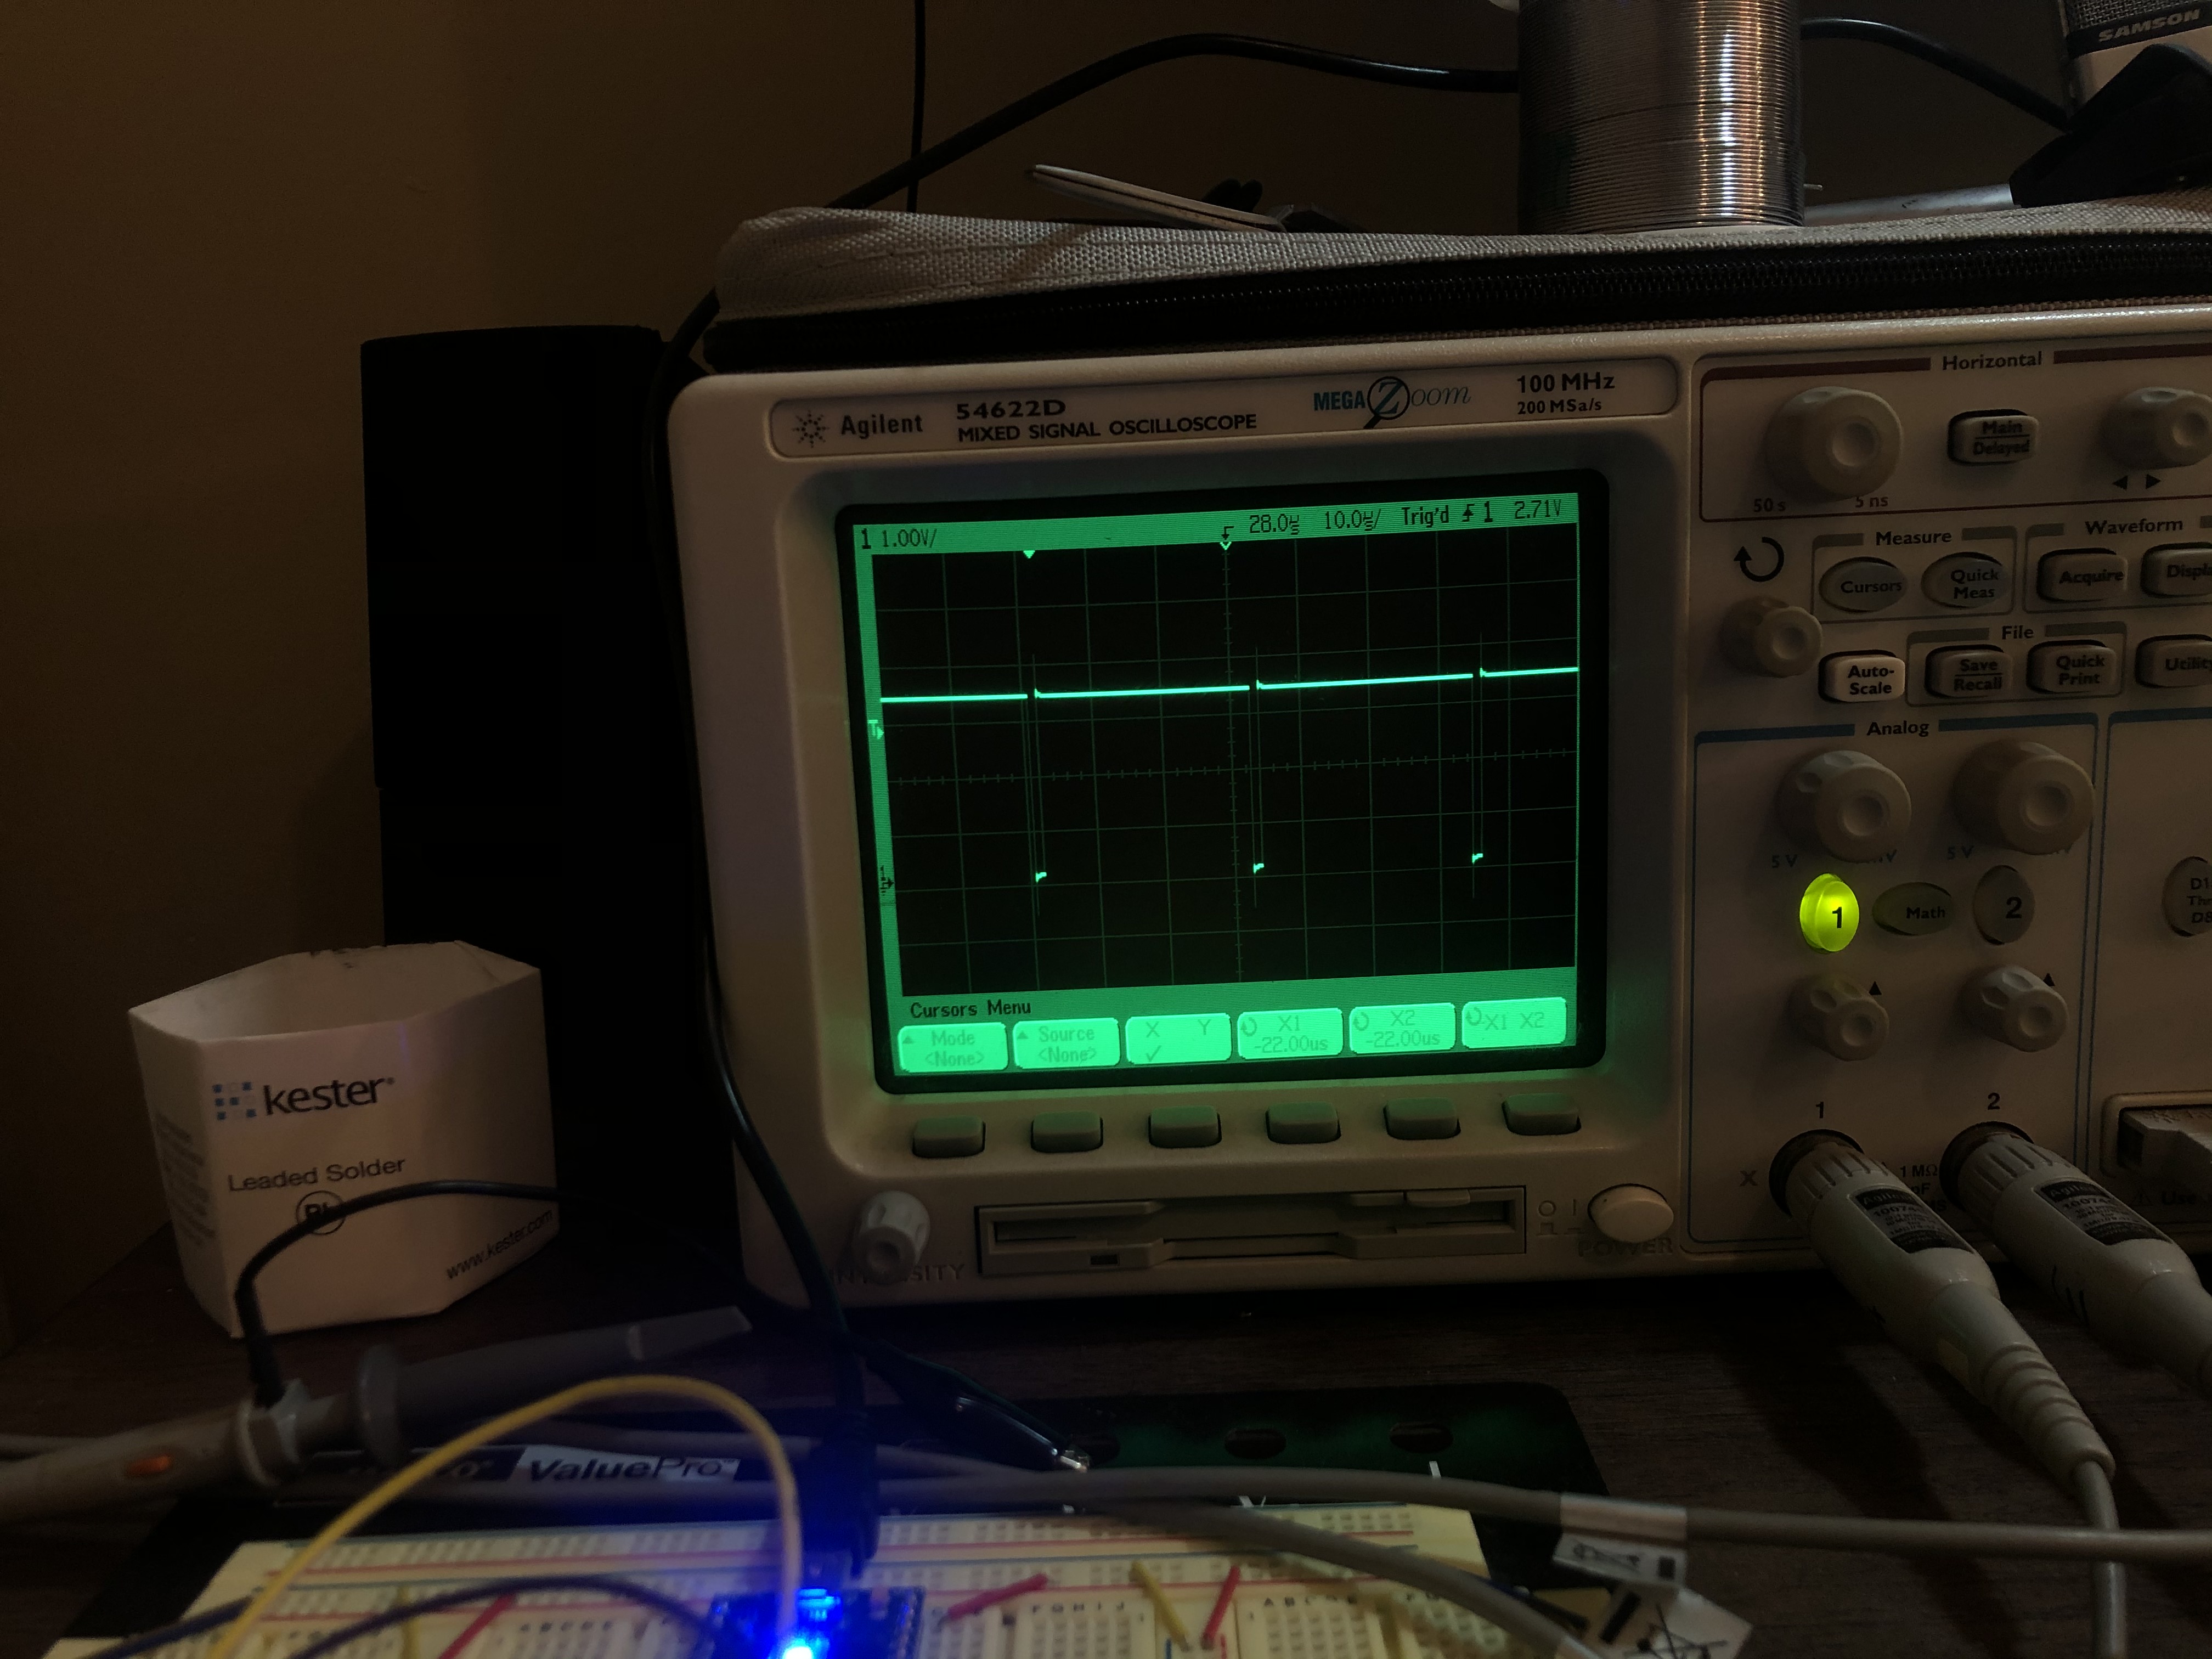 SAMSON
Agilent
54622D
MIXED SIGNAL OSCILLOSCOPE
MEGA Zoom
100 MHz
200 MSa/s
Horizontal
Main
Delayed
50 s
5 ns
1 1.00V/
28.0us 10.0us/ Trig'd 1 2.71V
Measure
Waveform
Cursors
Quick
Meas
Acquire
File
Auto-
Scale
Save
Recall
Quick
Print
Analog
5 V
5 V
1
Math
2
Cursors Menu
Mode
<None>
Source
<None>
X Y
✓
X1
-22.00us
X2
-22.00us
X1 X2
1
2
X
1 MΩ
POWER
kester
Leaded Solder
www.kester.com
ValuePro™
F G H I J